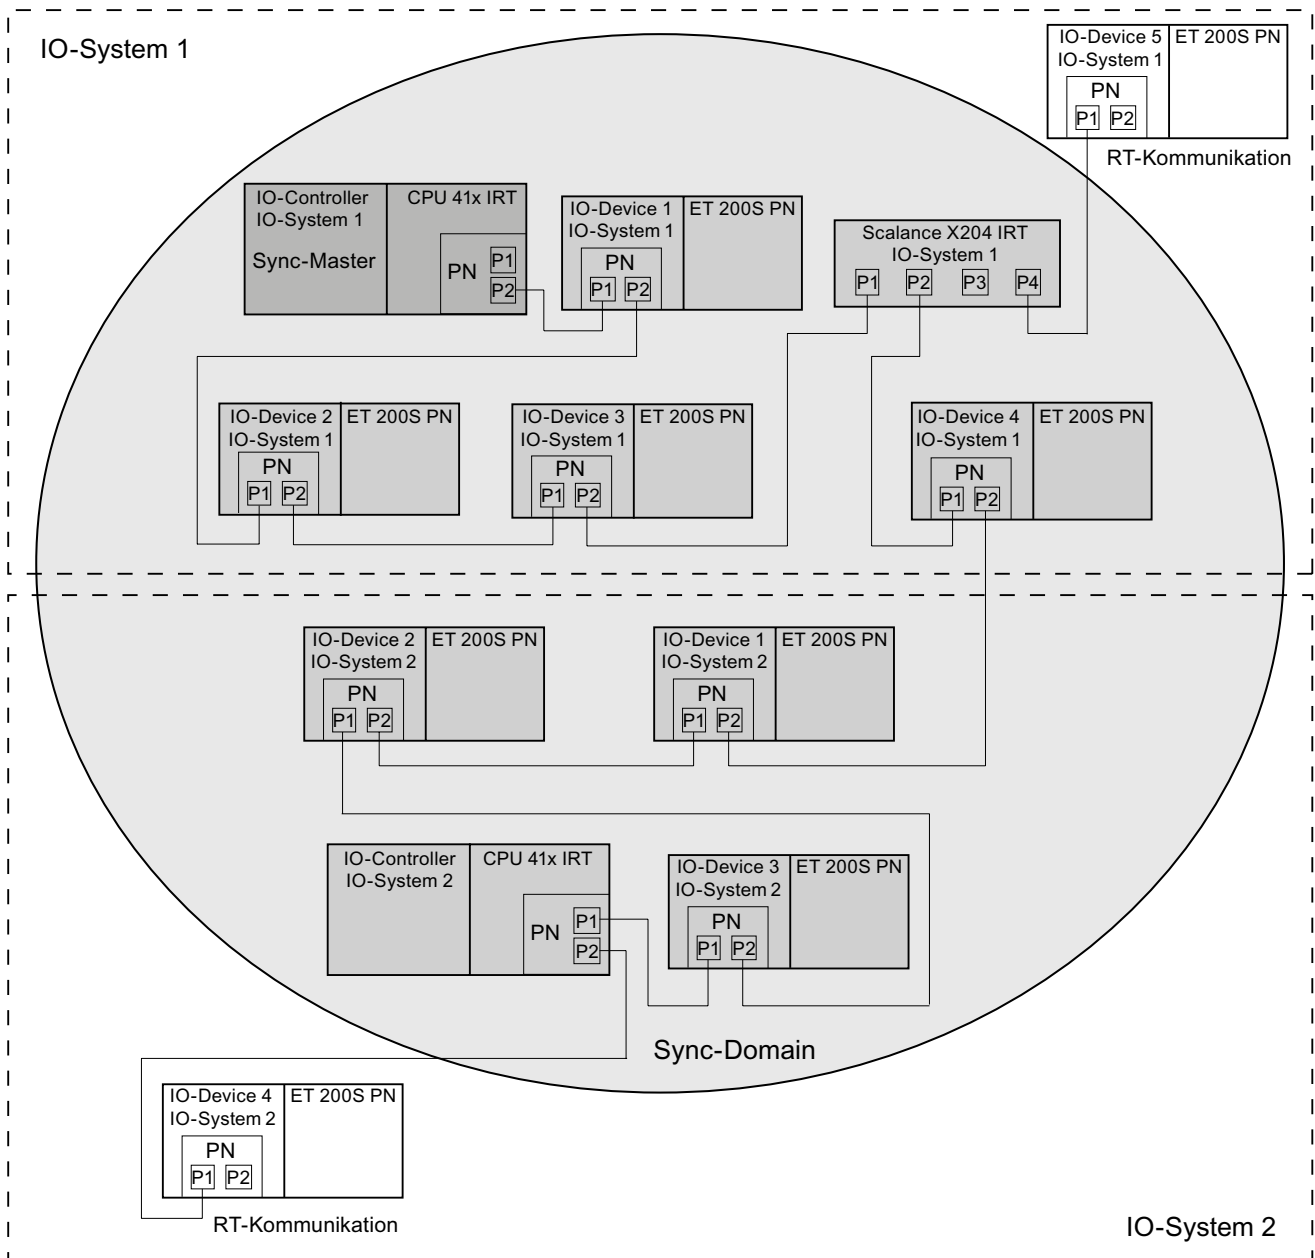 IO-System 1
IO-Device 5
IO-System 1
ET 200S PN
PN
P1 P2
RT-Kommunikation
IO-Controller
IO-System 1
Sync-Master
CPU 41x IRT
PN
P1
P2
IO-Device 1
IO-System 1
ET 200S PN
PN
P1 P2
Scalance X204 IRT
IO-System 1
P1 P2 P3 P4
IO-Device 2
IO-System 1
ET 200S PN
PN
P1 P2
IO-Device 3
IO-System 1
ET 200S PN
PN
P1 P2
IO-Device 4
IO-System 1
ET 200S PN
PN
P1 P2
IO-Device 2
IO-System 2
ET 200S PN
PN
P1 P2
IO-Device 1
IO-System 2
ET 200S PN
PN
P1 P2
IO-Controller
IO-System 2
CPU 41x IRT
PN
P1
P2
IO-Device 3
IO-System 2
ET 200S PN
PN
P1 P2
Sync-Domain
IO-Device 4
IO-System 2
ET 200S PN
PN
P1 P2
RT-Kommunikation
IO-System 2